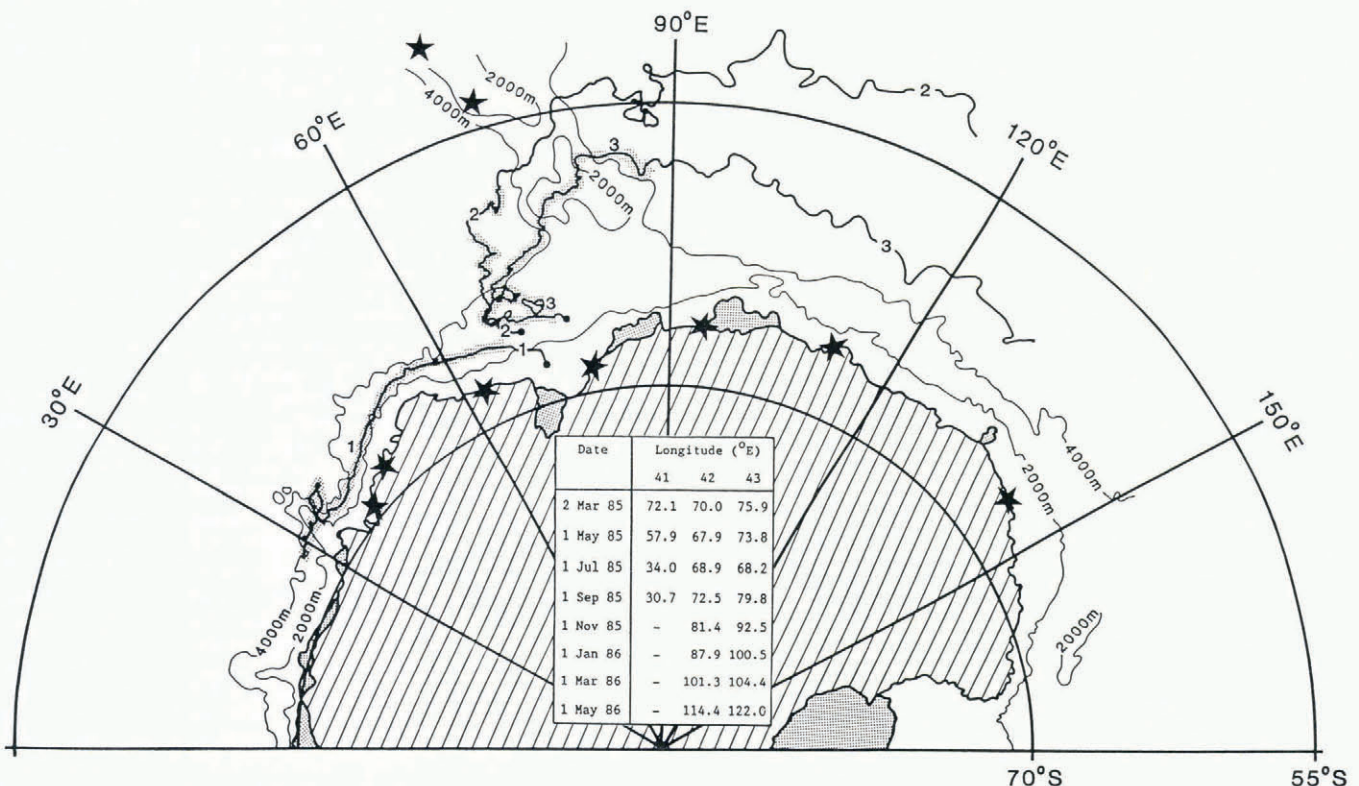 90°E
60°E
120°E
30°E
150°E
2000m
4000m
2
3
2000m
2
3
3
2
1
1
4000m
2000m
4000m
2000m
2000m
Date Longitude (°E)
41 42 43
2 Mar 85 72.1 70.0 75.9
1 May 85 57.9 67.9 73.8
1 Jul 85 34.0 68.9 68.2
1 Sep 85 30.7 72.5 79.8
1 Nov 85 - 81.4 92.5
1 Jan 86 - 87.9 100.5
1 Mar 86 - 101.3 104.4
1 May 86 - 114.4 122.0
70°S
55°S